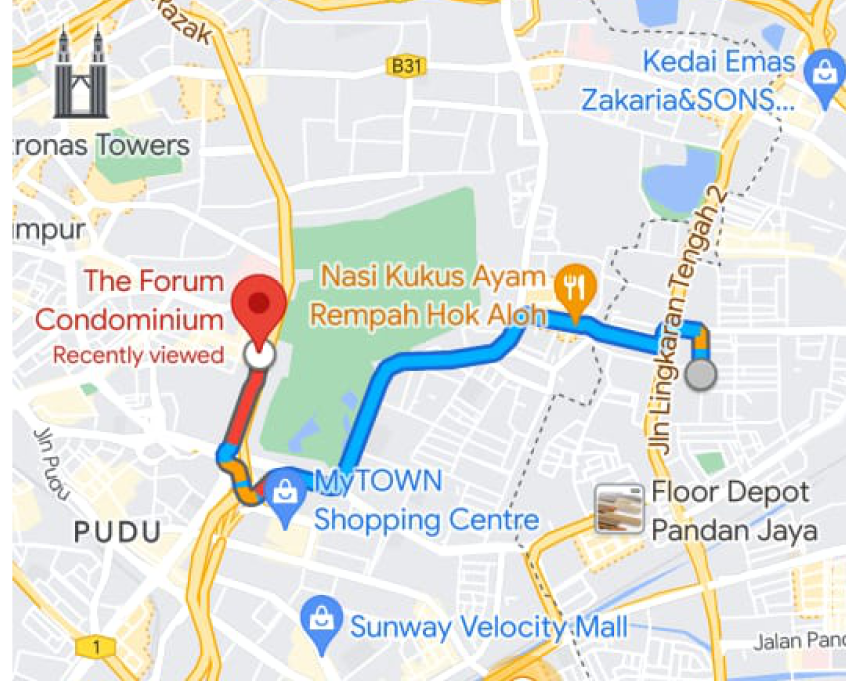 Razak
B31
Kedai Emas
Zakaria&SONS...
tronas Towers
umpur
Jln Lingkaran Tengah 2
The Forum
Condominium
Recently viewed
Nasi Kukus Ayam
Rempah Hok Aloh
Jln Pudu
MyTOWN
Shopping Centre
Floor Depot
Pandan Jaya
PUDU
Sunway Velocity Mall
1
Jalan Pand